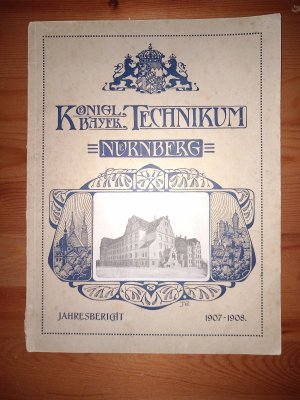 KÖNIGL.
BAYER. TECHNIKUM
NÜRNBERG
JAHRESBERICHT 1907-1908.